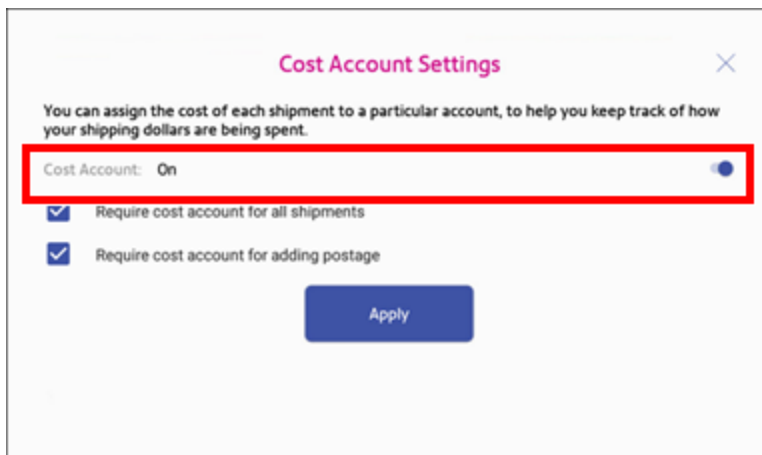 Cost Account Settings
You can assign the cost of each shipment to a particular account, to help you keep track of how
your shipping dollars are being spent.
Cost Account: On
Require cost account for all shipments
Require cost account for adding postage
Apply